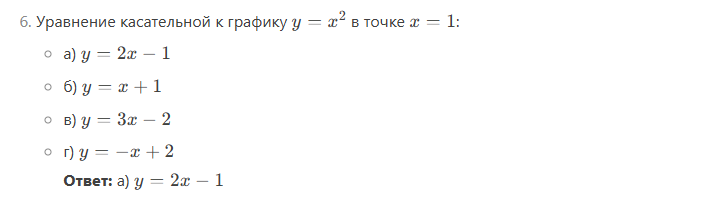 6. Уравнение касательной к графику y = x² в точке x = 1:
а) y = 2x − 1
б) y = x + 1
в) y = 3x − 2
г) y = −x + 2
Ответ: а) y = 2x − 1